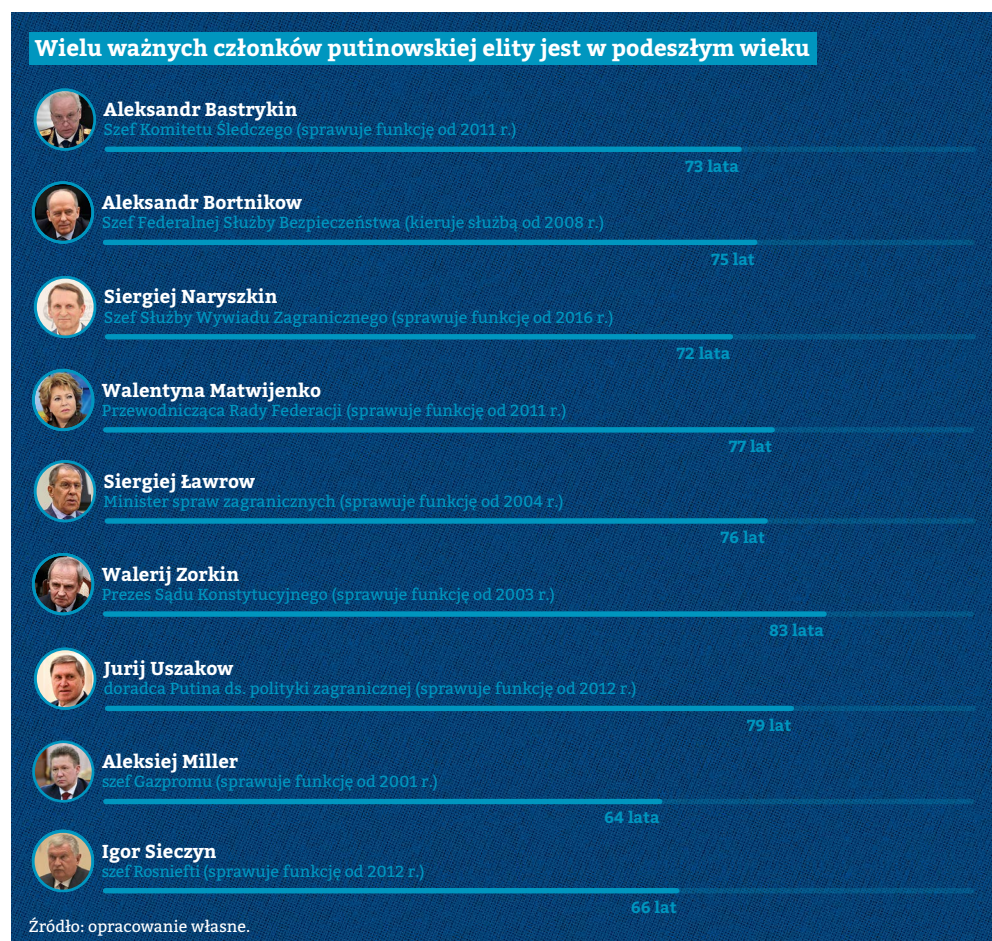 Wielu ważnych członków putinowskiej elity jest w podeszłym wieku
Aleksandr Bastrykin
Szef Komitetu Śledczego (sprawuje funkcję od 2011 r.)
73 lata
Aleksandr Bortnikow
Szef Federalnej Służby Bezpieczeństwa (kieruje służbą od 2008 r.)
75 lat
Siergiej Naryszkin
Szef Służby Wywiadu Zagranicznego (sprawuje funkcję od 2016 r.)
72 lata
Walentyna Matwijenko
Przewodnicząca Rady Federacji (sprawuje funkcję od 2011 r.)
77 lat
Siergiej Ławrow
Minister spraw zagranicznych (sprawuje funkcję od 2004 r.)
76 lat
Walerij Zorkin
Prezes Sądu Konstytucyjnego (sprawuje funkcję od 2003 r.)
83 lata
Jurij Uszakow
doradca Putina ds. polityki zagranicznej (sprawuje funkcję od 2012 r.)
79 lat
Aleksiej Miller
szef Gazpromu (sprawuje funkcję od 2001 r.)
64 lata
Igor Sieczyn
szef Rosniefti (sprawuje funkcję od 2012 r.)
66 lat
Źródło: opracowanie własne.